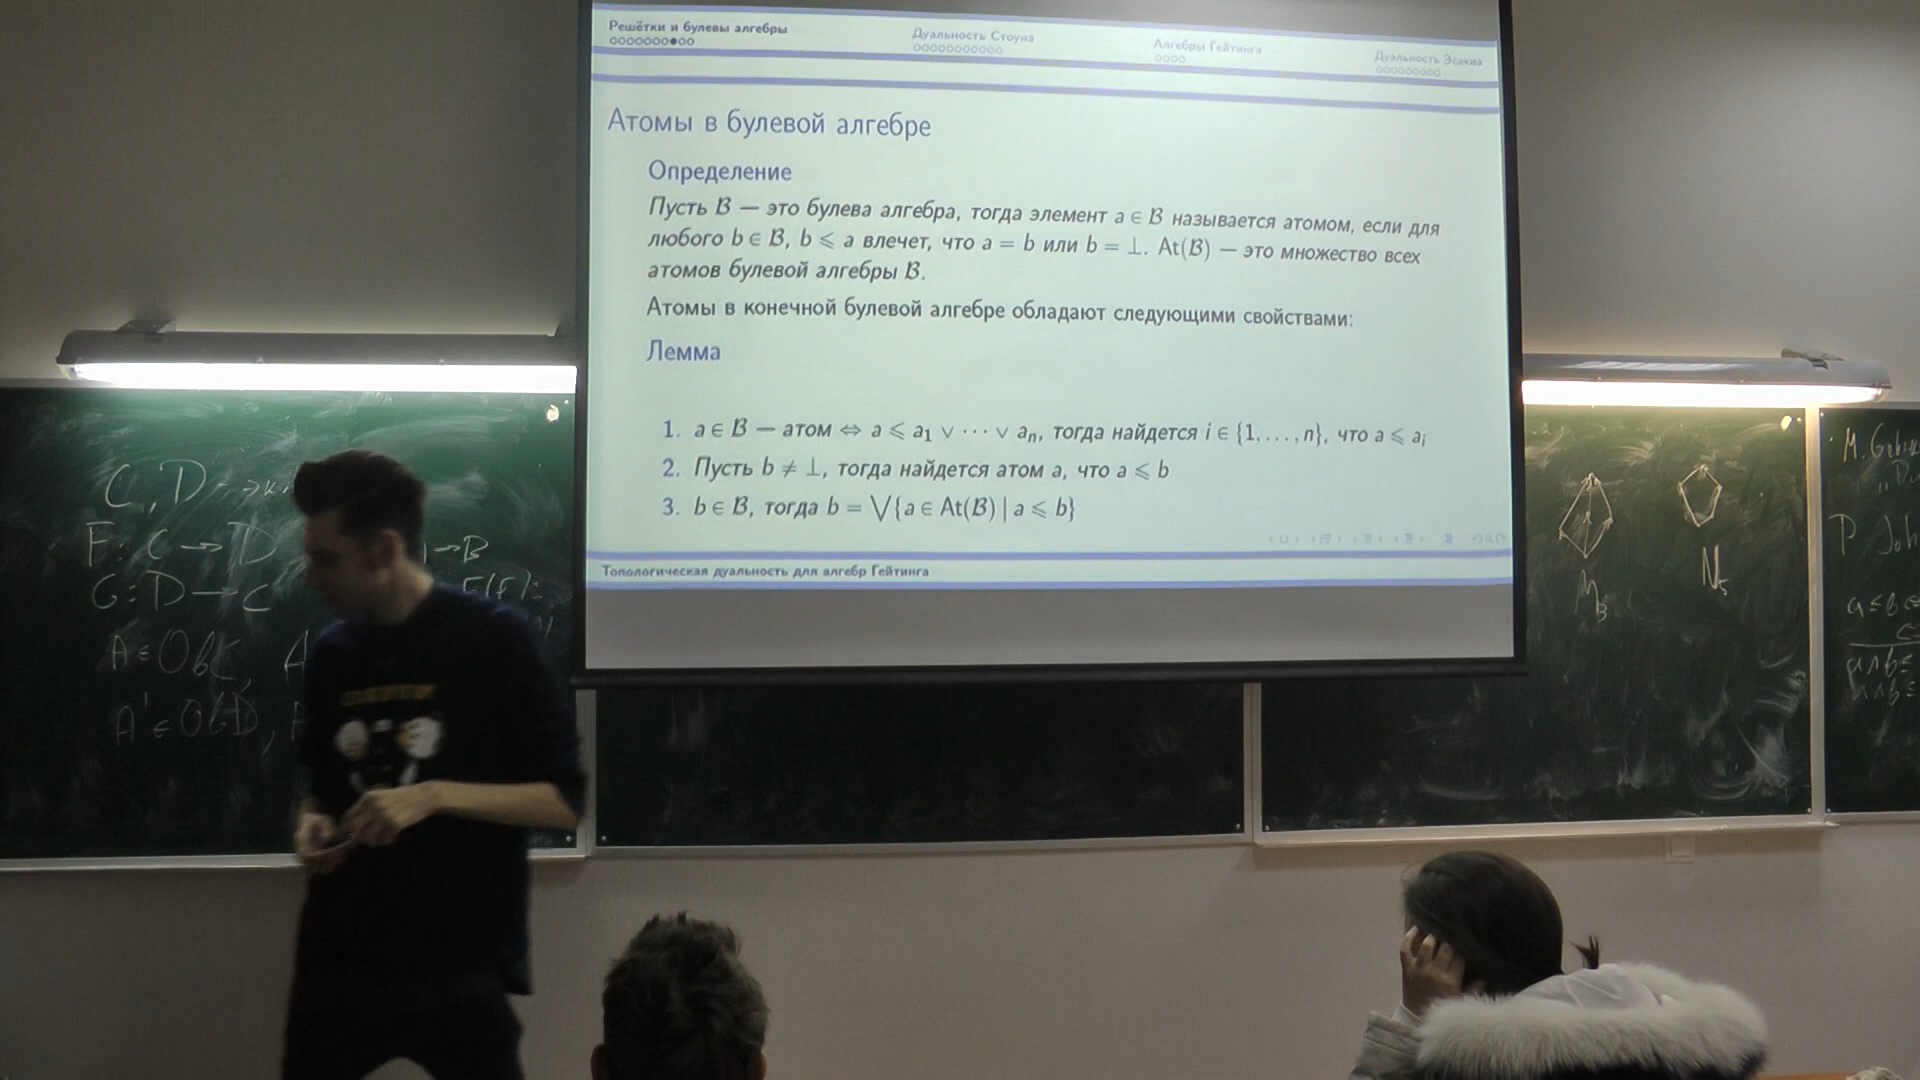 Решётки и булевы алгебры
Дуальность Стоуна
Алгебры Гейтинга
Дуальность Эсакиа
Атомы в булевой алгебре
Определение
Пусть ℬ — это булева алгебра, тогда элемент a ∈ ℬ называется атомом, если для
любого b ∈ ℬ, b ⩽ a влечет, что a = b или b = ⊥. At(ℬ) — это множество всех
атомов булевой алгебры ℬ.
Атомы в конечной булевой алгебре обладают следующими свойствами:
Лемма
1. a ∈ ℬ — атом ⇔ a ⩽ a₁ ∨ ⋯ ∨ aₙ, тогда найдется i ∈ {1, …, n}, что a ⩽ aᵢ
2. Пусть b ≠ ⊥, тогда найдется атом a, что a ⩽ b
3. b ∈ ℬ, тогда b = ⋁{a ∈ At(ℬ) | a ⩽ b}
Топологическая дуальность для алгебр Гейтинга
C, D -
F: C → D
→ B
G: D → C
F(f):
A ∈ Ob C, A
A' ∈ Ob D,
M₃
N₅
M.
P. Joh
a ≤ b